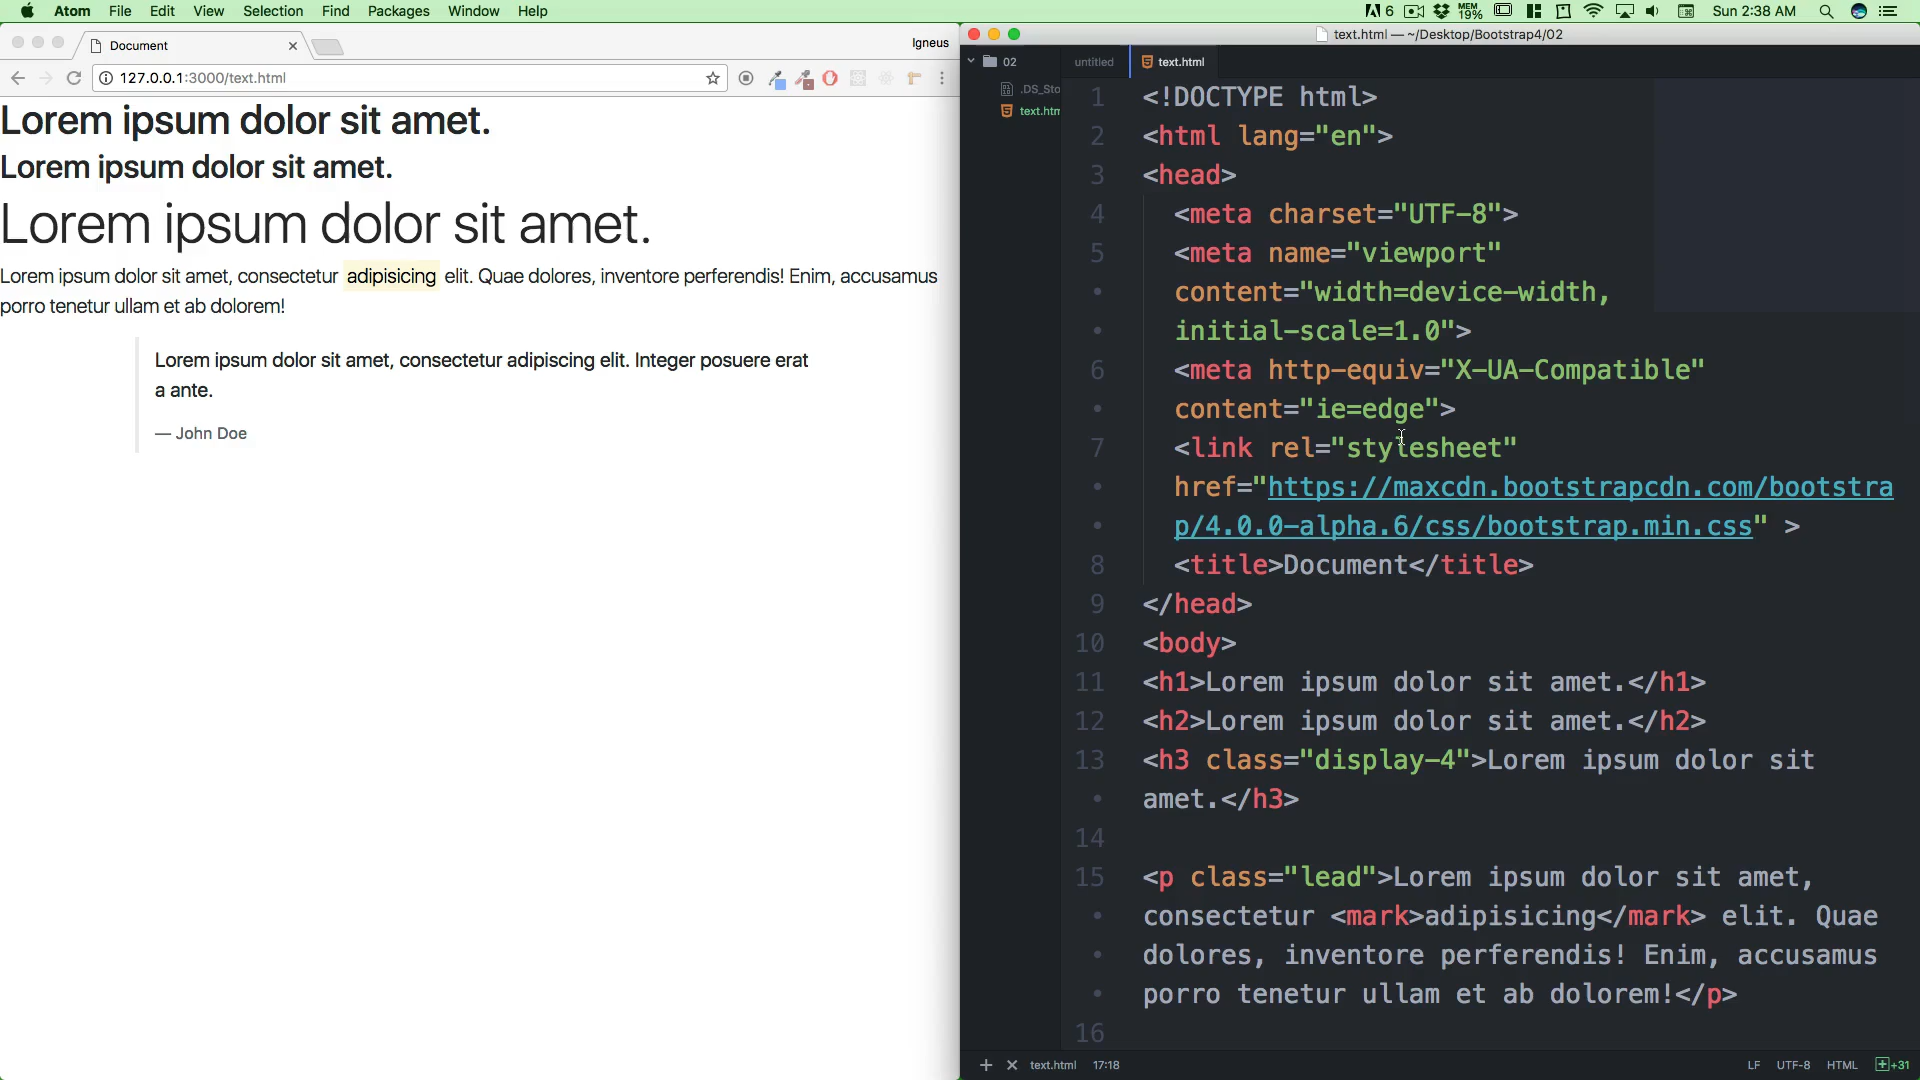 Atom File Edit View Selection Find Packages Window Help
6 MEM 19% Sun 2:38 AM
Document
Igneus
127.0.0.1:3000/text.html
Lorem ipsum dolor sit amet.
Lorem ipsum dolor sit amet.
Lorem ipsum dolor sit amet.
Lorem ipsum dolor sit amet, consectetur adipisicing elit. Quae dolores, inventore perferendis! Enim, accusamus
porro tenetur ullam et ab dolorem!
Lorem ipsum dolor sit amet, consectetur adipiscing elit. Integer posuere erat
a ante.
— John Doe
text.html — ~/Desktop/Bootstrap4/02
02
.DS_Sto
text.htm
untitled
text.html
1 <!DOCTYPE html>
2 <html lang="en">
3 <head>
4 <meta charset="UTF-8">
5 <meta name="viewport"
• content="width=device-width,
• initial-scale=1.0">
6 <meta http-equiv="X-UA-Compatible"
• content="ie=edge">
7 <link rel="stylesheet"
• href="https://maxcdn.bootstrapcdn.com/bootstra
• p/4.0.0-alpha.6/css/bootstrap.min.css" >
8 <title>Document</title>
9 </head>
10 <body>
11 <h1>Lorem ipsum dolor sit amet.</h1>
12 <h2>Lorem ipsum dolor sit amet.</h2>
13 <h3 class="display-4">Lorem ipsum dolor sit
• amet.</h3>
14
15 <p class="lead">Lorem ipsum dolor sit amet,
• consectetur <mark>adipisicing</mark> elit. Quae
• dolores, inventore perferendis! Enim, accusamus
• porro tenetur ullam et ab dolorem!</p>
16
text.html 17:18 LF UTF-8 HTML +31